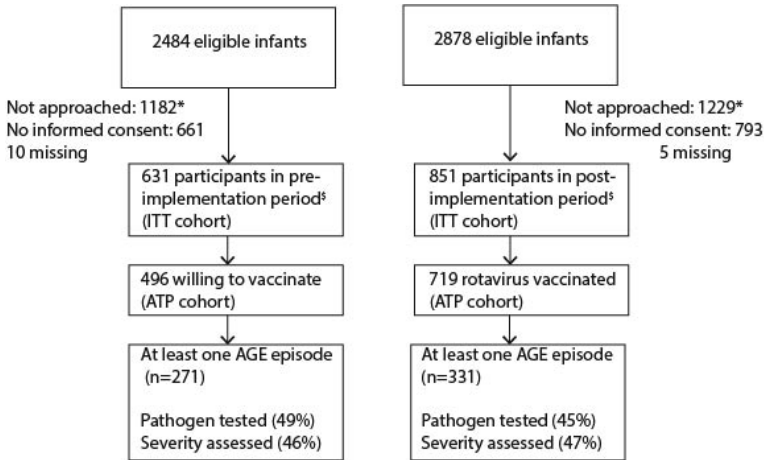 2484 eligible infants
2878 eligible infants
Not approached: 1182*
No informed consent: 661
10 missing
Not approached: 1229*
No informed consent: 793
5 missing
631 participants in pre-
implementation period$
(ITT cohort)
851 participants in post-
implementation period$
(ITT cohort)
496 willing to vaccinate
(ATP cohort)
719 rotavirus vaccinated
(ATP cohort)
At least one AGE episode
(n=271)
Pathogen tested (49%)
Severity assessed (46%)
At least one AGE episode
(n=331)
Pathogen tested (45%)
Severity assessed (47%)